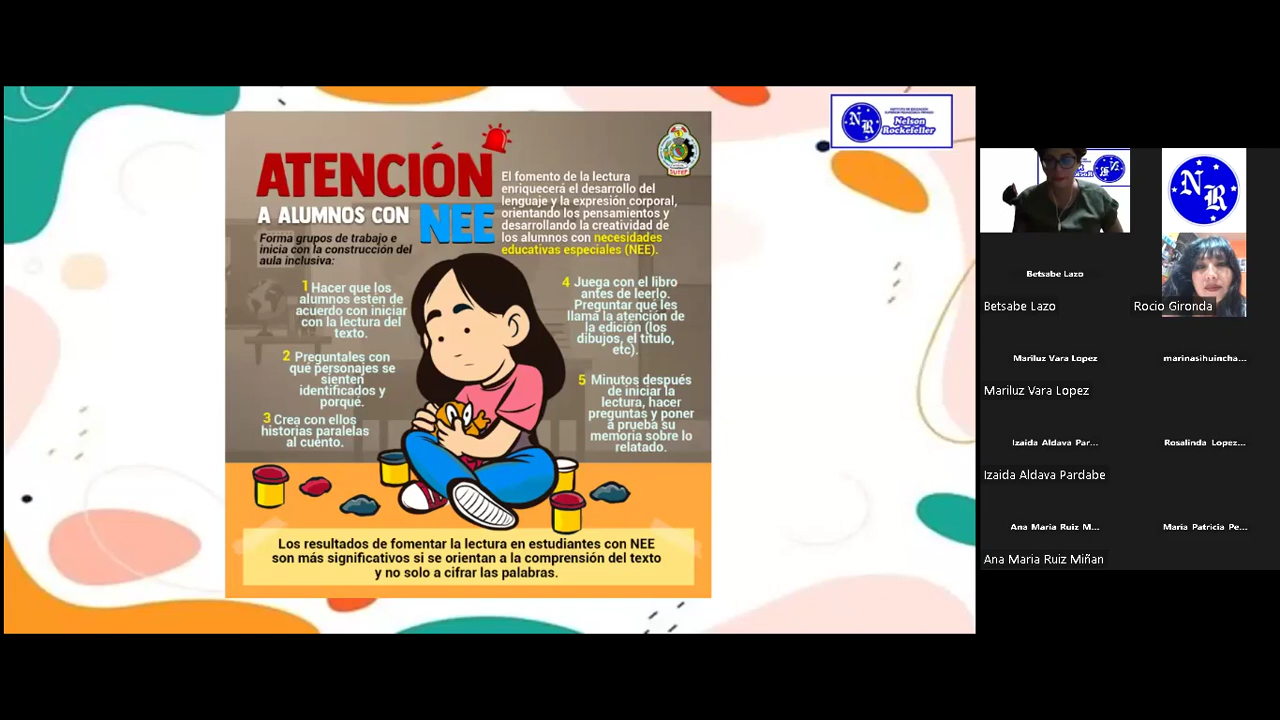 INSTITUTO DE EDUCACIÓN
SUPERIOR PEDAGÓGICO PRIVADO
Nelson
Rockefeller
NR
SUTEP
ATENCIÓN
A ALUMNOS CON NEE
Forma grupos de trabajo e
inicia con la construcción del
aula inclusiva:
El fomento de la lectura
enriquecerá el desarrollo del
lenguaje y la expresión corporal,
orientando los pensamientos y
desarrollando la creatividad de
los alumnos con necesidades
educativas especiales (NEE).
1 Hacer que los
alumnos estén de
acuerdo con iniciar
con la lectura del
texto.
2 Preguntales con
qué personajes se
sienten
identificados y
porqué.
3 Crea con ellos
historias paralelas
al cuento.
4 Juega con el libro
antes de leerlo.
Preguntar qué les
llama la atención de
la edición (los
dibujos, el título,
etc).
5 Minutos después
de iniciar la
lectura, hacer
preguntas y poner
a prueba su
memoria sobre lo
relatado.
Los resultados de fomentar la lectura en estudiantes con NEE
son más significativos si se orientan a la comprensión del texto
y no solo a cifrar las palabras.
NR
Betsabe Lazo
Betsabe Lazo
Rocio Gironda
Mariluz Vara Lopez
marinasihuincha...
Mariluz Vara Lopez
Izaida Aldava Par...
Rosalinda Lopez...
Izaida Aldava Pardabe
Ana Maria Ruiz M...
Maria Patricia Pe...
Ana Maria Ruiz Miñan